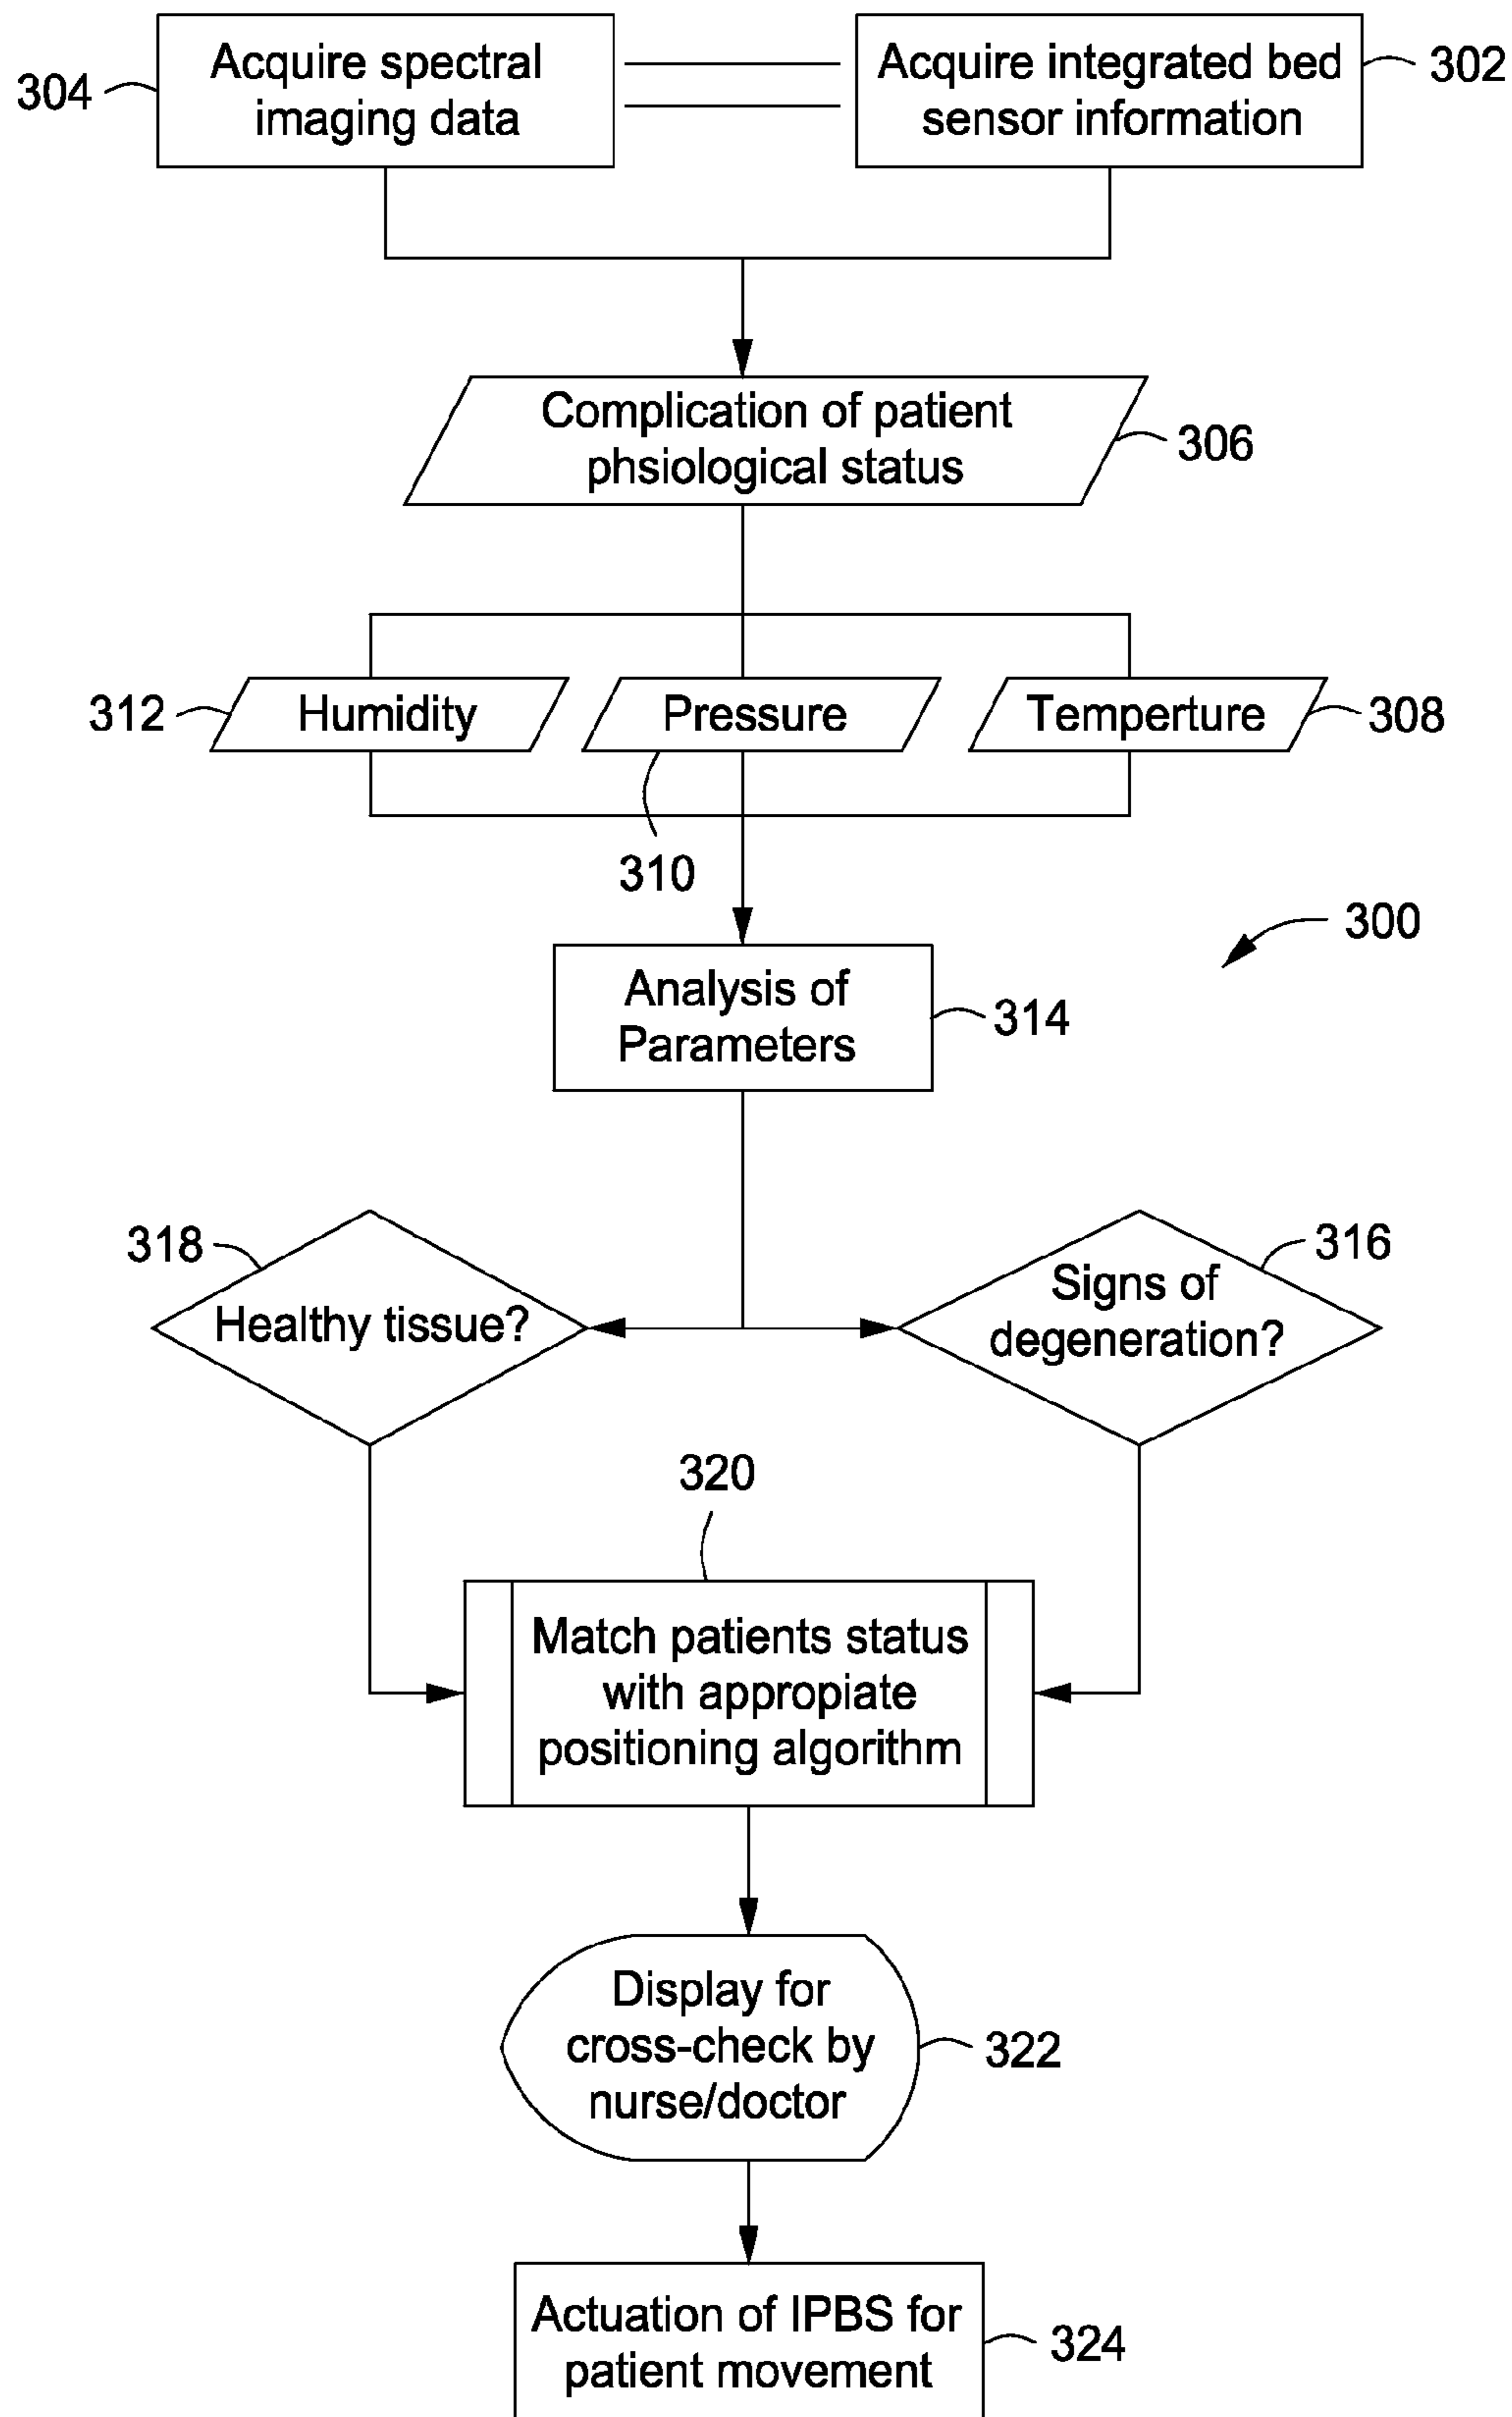 304
Acquire spectral
imaging data
Acquire integrated bed
sensor information
302
Complication of patient
phsiological status
306
312
Humidity
Pressure
Temperture
308
310
300
Analysis of
Parameters
314
318
Healthy tissue?
Signs of
degeneration?
316
320
Match patients status
with appropiate
positioning algorithm
Display for
cross-check by
nurse/doctor
322
Actuation of IPBS for
patient movement
324